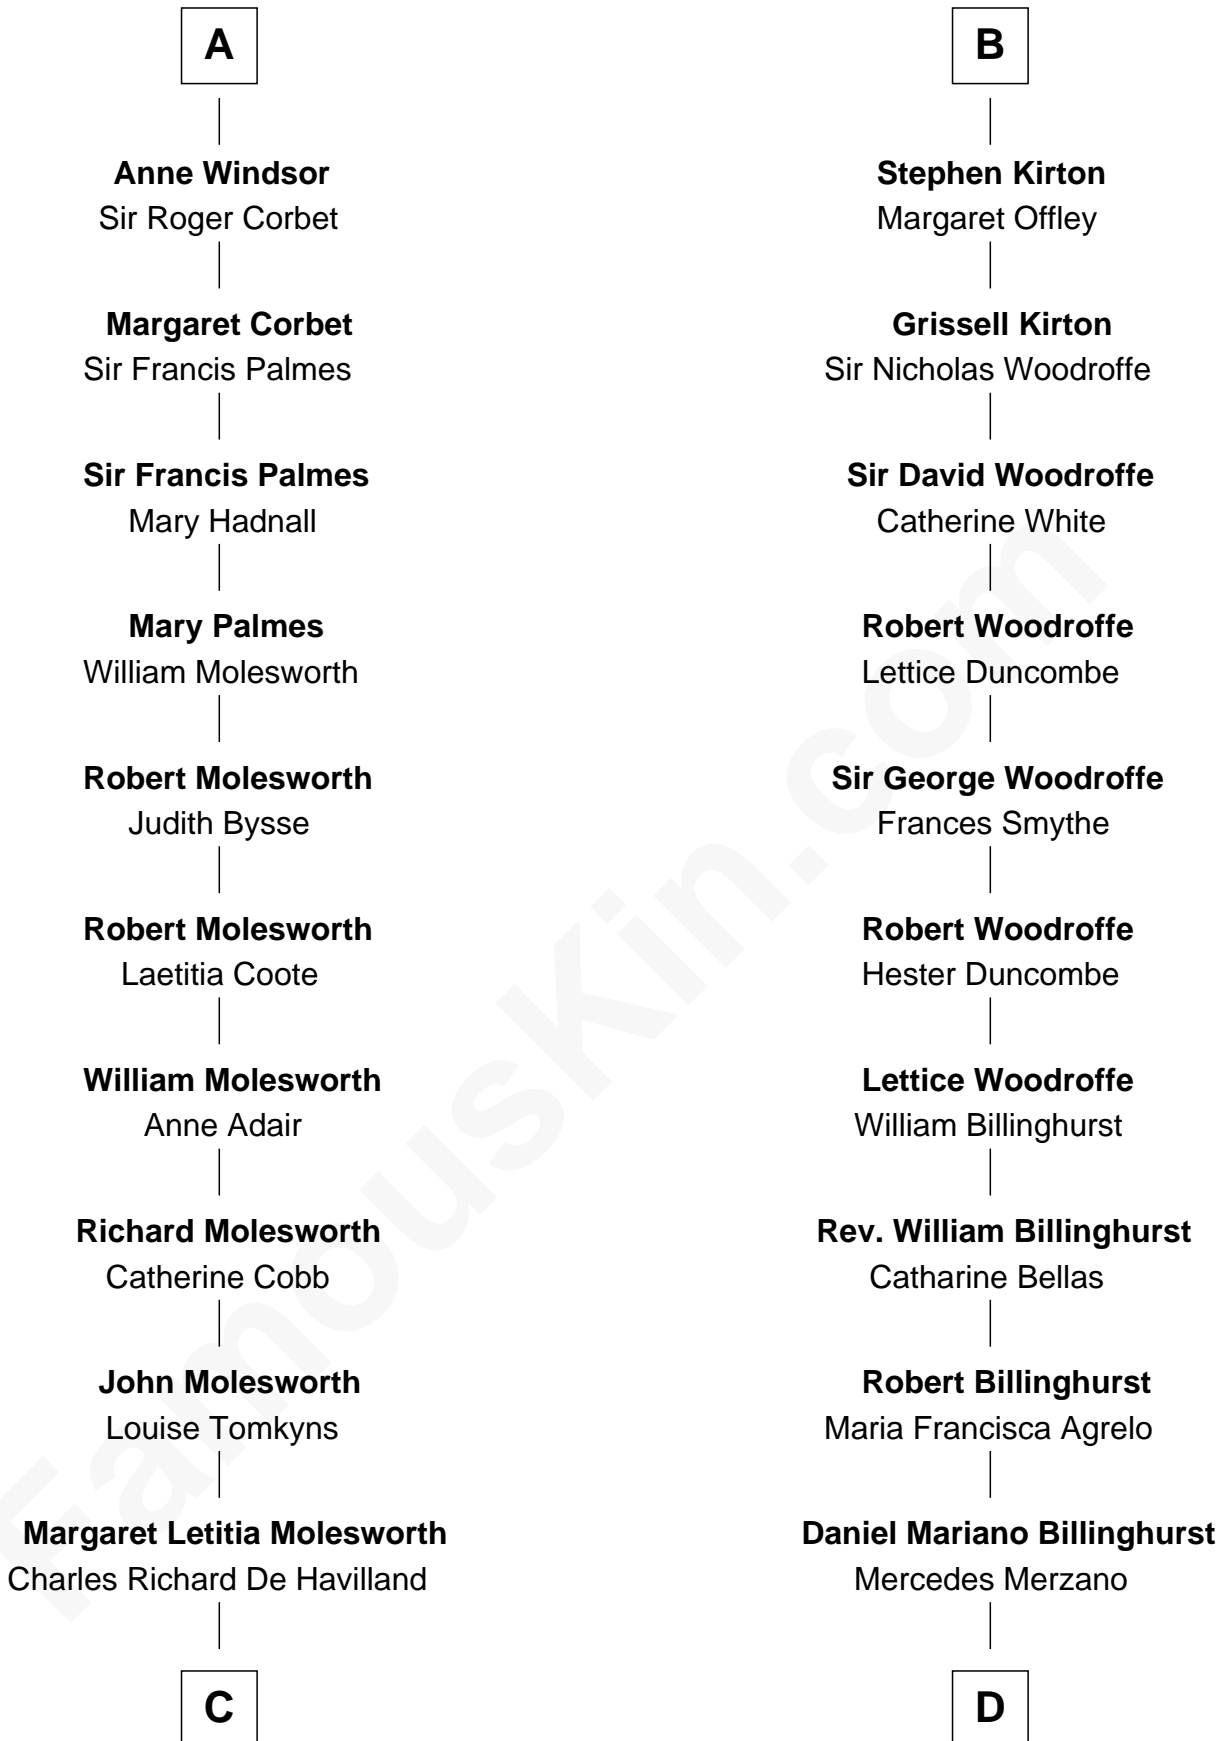 A
Anne Windsor
Sir Roger Corbet
Margaret Corbet
Sir Francis Palmes
Sir Francis Palmes
Mary Hadnall
Mary Palmes
William Molesworth
Robert Molesworth
Judith Bysse
Robert Molesworth
Laetitia Coote
William Molesworth
Anne Adair
Richard Molesworth
Catherine Cobb
John Molesworth
Louise Tomkyns
Margaret Letitia Molesworth
Charles Richard De Havilland
C
B
Stephen Kirton
Margaret Offley
Grissell Kirton
Sir Nicholas Woodroffe
Sir David Woodroffe
Catherine White
Robert Woodroffe
Lettice Duncombe
Sir George Woodroffe
Frances Smythe
Robert Woodroffe
Hester Duncombe
Lettice Woodroffe
William Billinghurst
Rev. William Billinghurst
Catharine Bellas
Robert Billinghurst
Maria Francisca Agrelo
Daniel Mariano Billinghurst
Mercedes Merzano
D
FamousKin.com